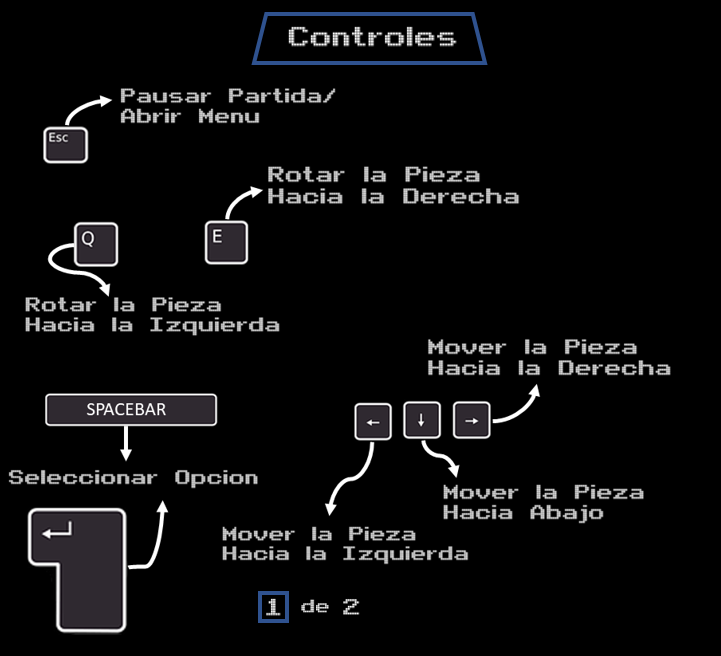 Controles
Pausar Partida/
Abrir Menu
Esc
Rotar la Pieza
Hacia la Derecha
Q
E
Rotar la Pieza
Hacia la Izquierda
Mover la Pieza
Hacia la Derecha
SPACEBAR
← ↓ →
Seleccionar Opcion
Mover la Pieza
Hacia Abajo
Mover la Pieza
Hacia la Izquierda
1 de 2